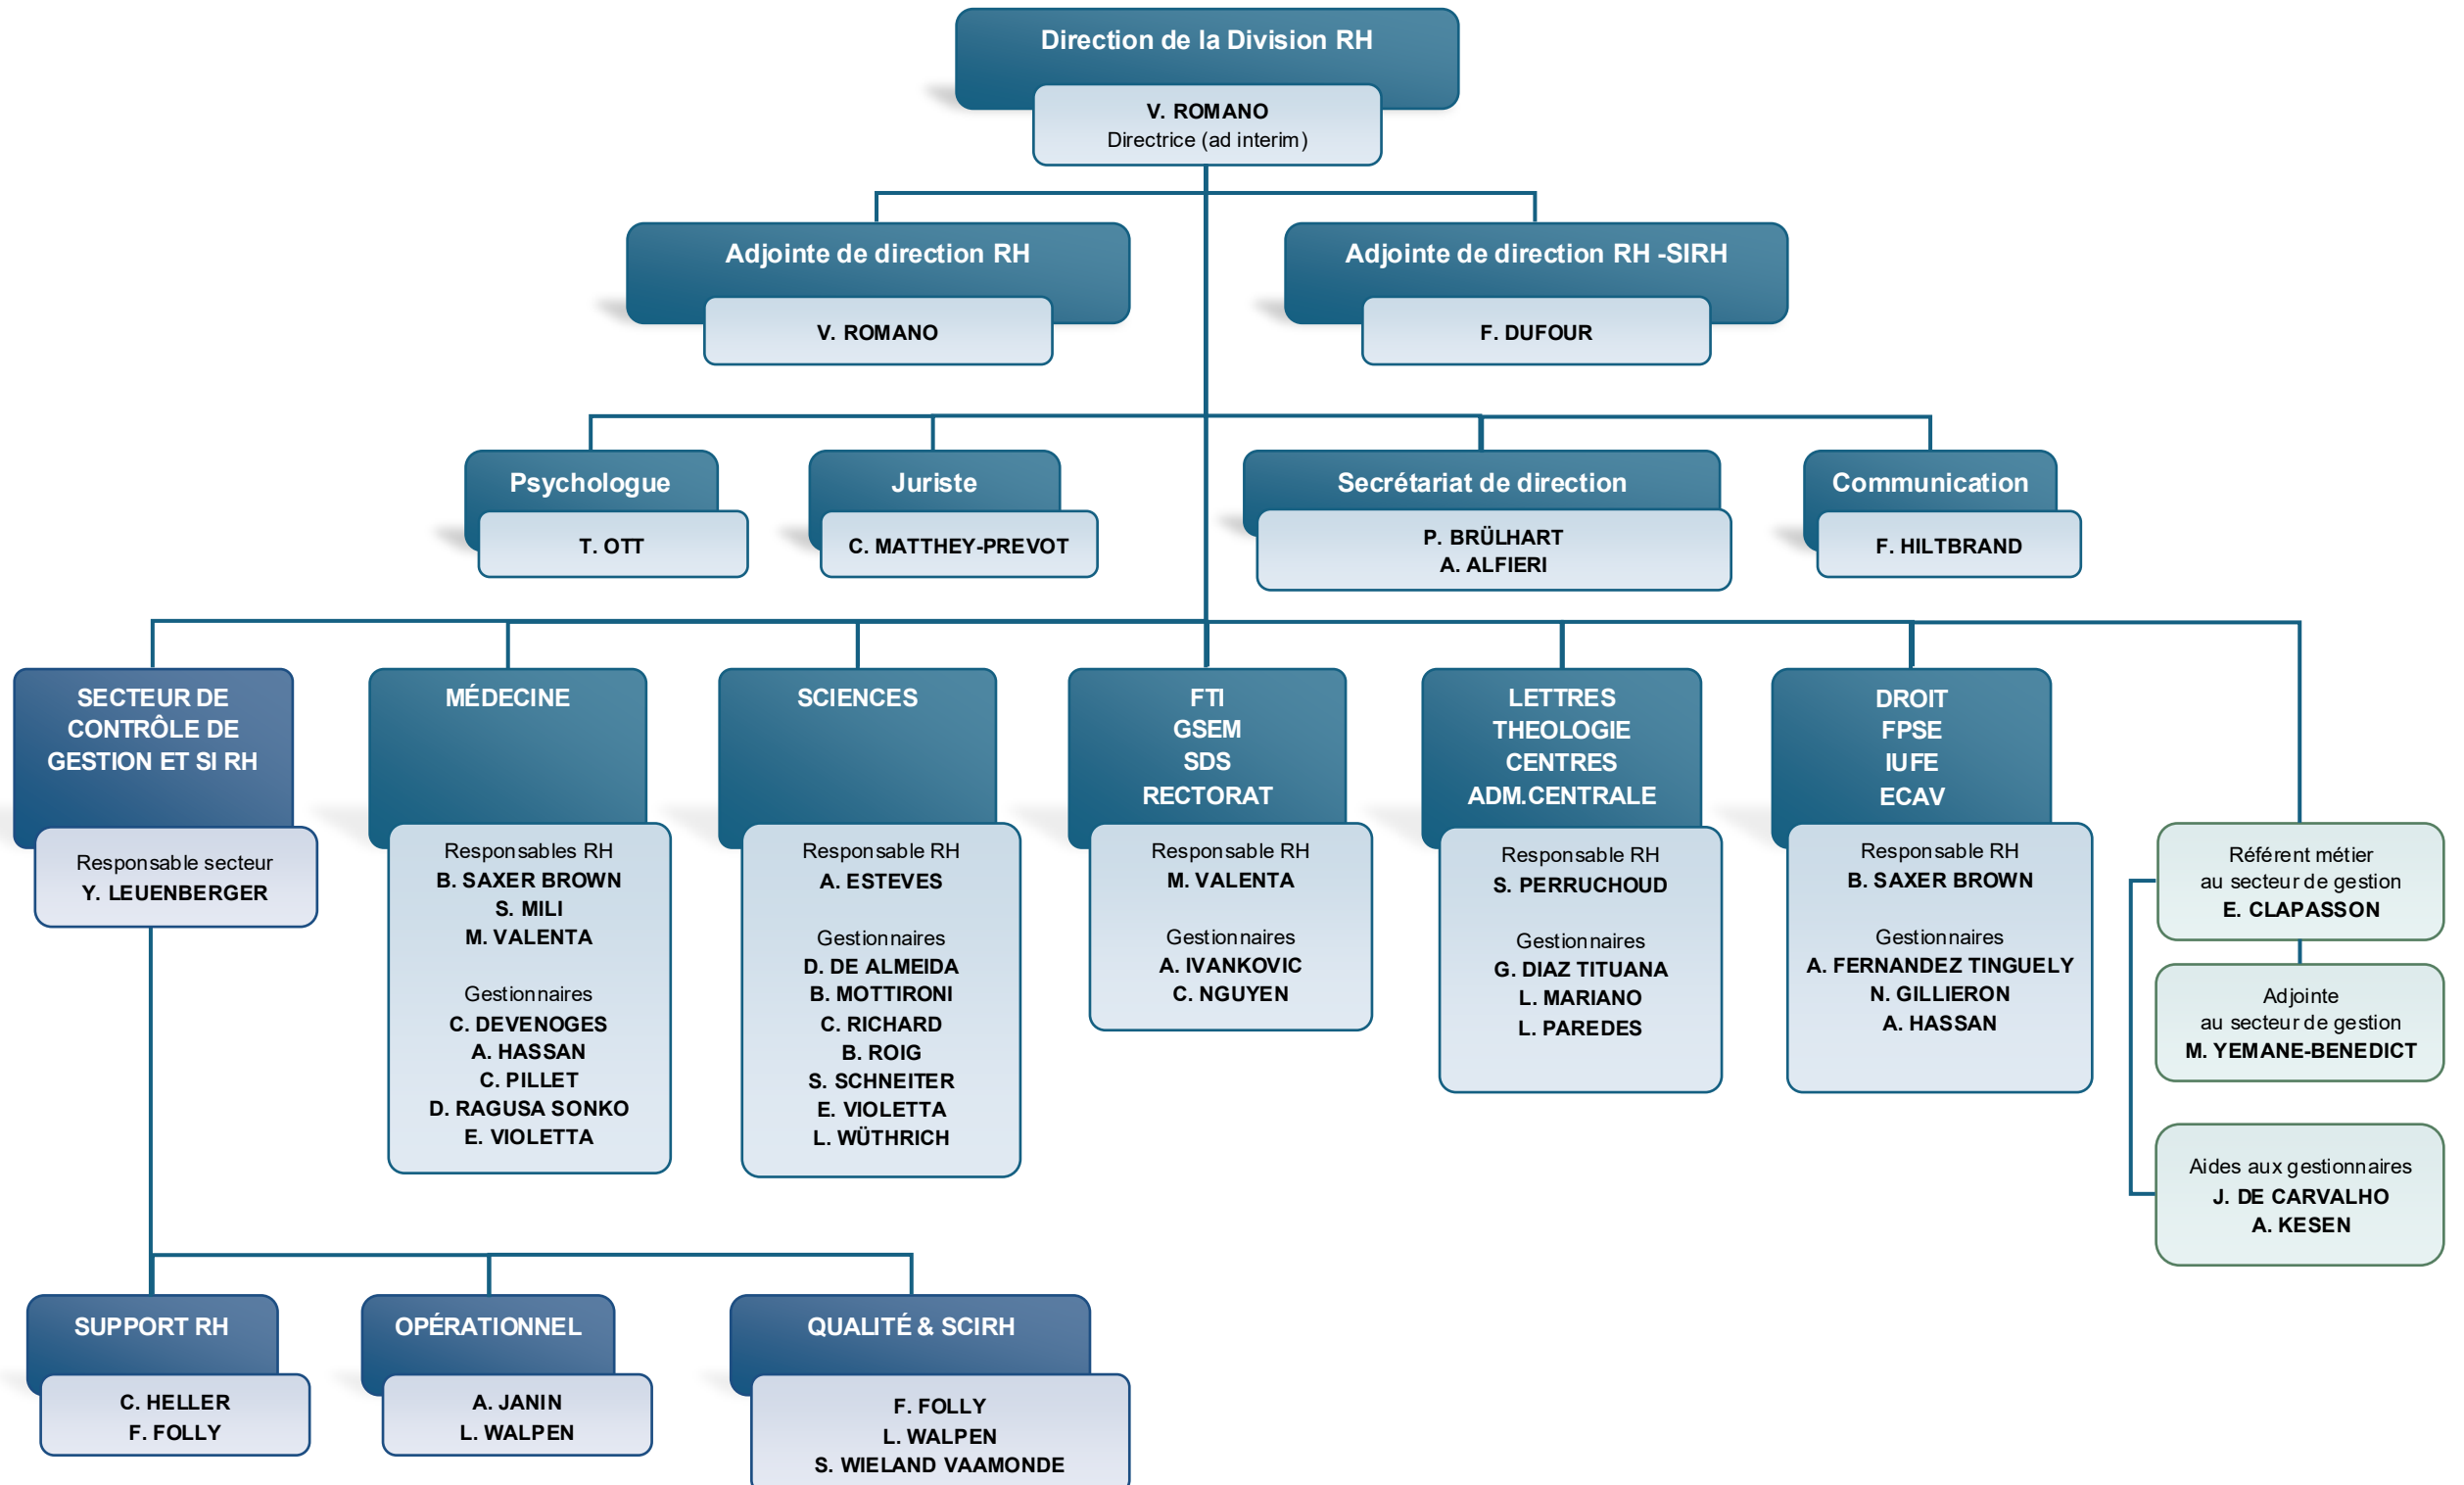 Direction de la Division RH
V. ROMANO
Directrice (ad interim)
Adjointe de direction RH
V. ROMANO
Adjointe de direction RH -SIRH
F. DUFOUR
Psychologue
T. OTT
Juriste
C. MATTHEY-PREVOT
Secrétariat de direction
P. BRÜLHART
A. ALFIERI
Communication
F. HILTBRAND
SECTEUR DE
CONTRÔLE DE
GESTION ET SI RH
Responsable secteur
Y. LEUENBERGER
MÉDECINE
Responsables RH
B. SAXER BROWN
S. MILI
M. VALENTA
Gestionnaires
C. DEVENOGES
A. HASSAN
C. PILLET
D. RAGUSA SONKO
E. VIOLETTA
SCIENCES
Responsable RH
A. ESTEVES
Gestionnaires
D. DE ALMEIDA
B. MOTTIRONI
C. RICHARD
B. ROIG
S. SCHNEITER
E. VIOLETTA
L. WÜTHRICH
FTI
GSEM
SDS
RECTORAT
Responsable RH
M. VALENTA
Gestionnaires
A. IVANKOVIC
C. NGUYEN
LETTRES
THEOLOGIE
CENTRES
ADM.CENTRALE
Responsable RH
S. PERRUCHOUD
Gestionnaires
G. DIAZ TITUANA
L. MARIANO
L. PAREDES
DROIT
FPSE
IUFE
ECAV
Responsable RH
B. SAXER BROWN
Gestionnaires
A. FERNANDEZ TINGUELY
N. GILLIERON
A. HASSAN
Référent métier
au secteur de gestion
E. CLAPASSON
Adjointe
au secteur de gestion
M. YEMANE-BENEDICT
Aides aux gestionnaires
J. DE CARVALHO
A. KESEN
SUPPORT RH
C. HELLER
F. FOLLY
OPÉRATIONNEL
A. JANIN
L. WALPEN
QUALITÉ & SCIRH
F. FOLLY
L. WALPEN
S. WIELAND VAAMONDE